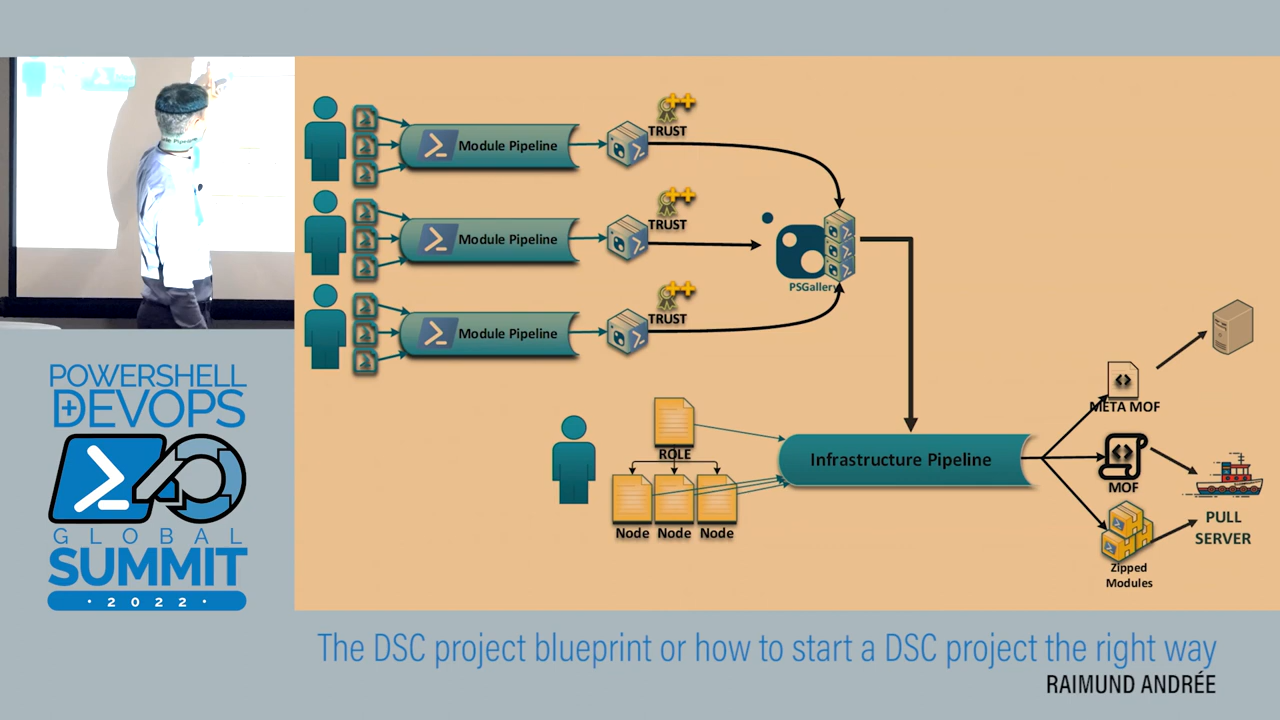 TRUST
Module Pipeline
TRUST
Module Pipeline
PSGallery
TRUST
Module Pipeline
META MOF
ROLE
Infrastructure Pipeline
MOF
PULL
SERVER
Node Node Node
Zipped
Modules
POWERSHELL
+DEVOPS
GLOBAL
SUMMIT
· 2022 ·
The DSC project blueprint or how to start a DSC project the right way
RAIMUND ANDRÉE